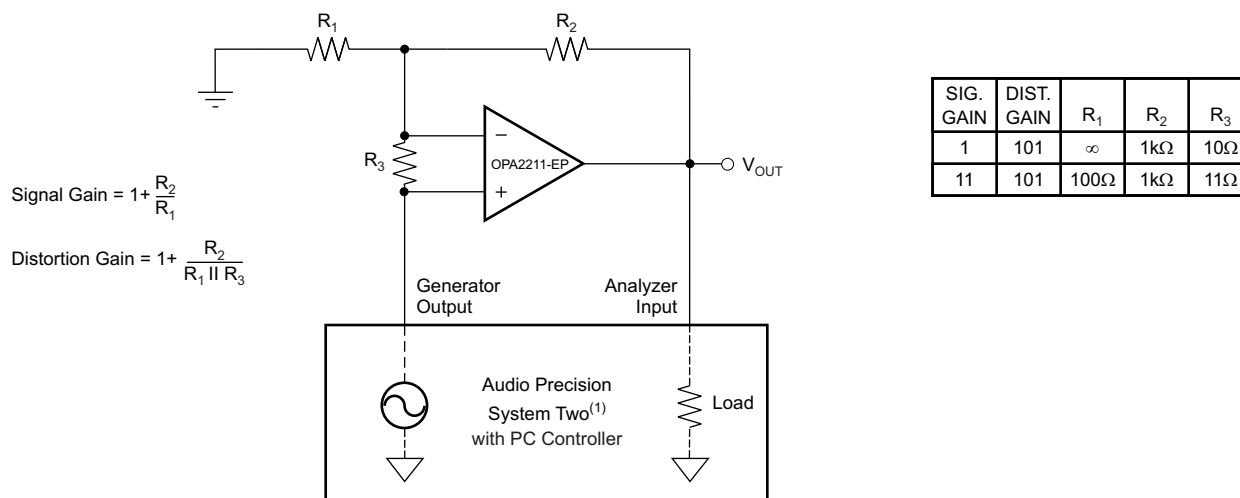 R1
R2
R3
−
OPA2211-EP
+
VOUT
Signal Gain = 1+ R2
R1
Distortion Gain = 1+ R2
R1 II R3
Generator
Output
Analyzer
Input
Audio Precision
System Two(1)
with PC Controller
Load
SIG. GAIN DIST. GAIN R1 R2 R3
1 101 ∞ 1kΩ 10Ω
11 101 100Ω 1kΩ 11Ω